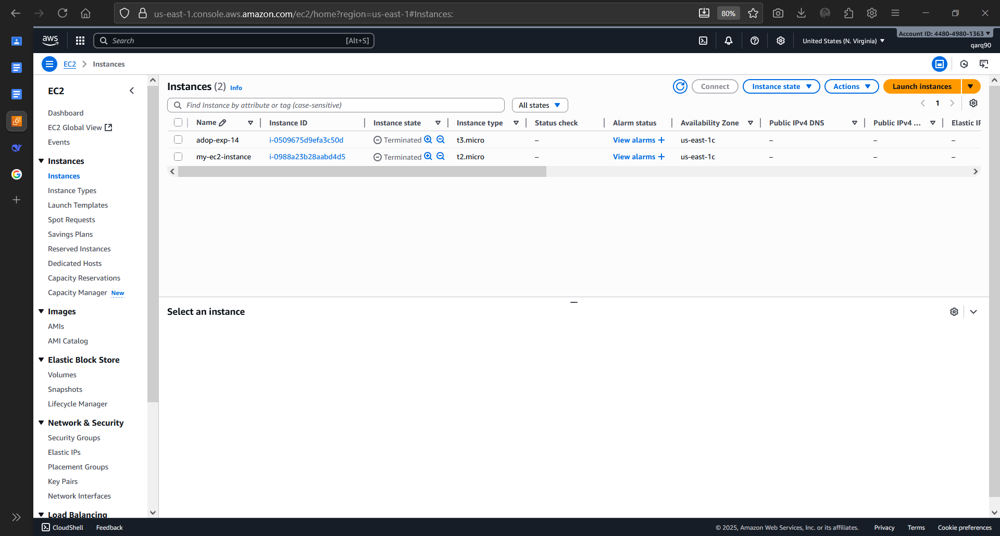 us-east-1.console.aws.amazon.com/ec2/home?region=us-east-1#Instances:
80%
aws
Search [Alt+S]
United States (N. Virginia)
Account ID: 4480-4980-1363
qarq90
EC2 > Instances
EC2
Dashboard
EC2 Global View
Events
Instances
Instances
Instance Types
Launch Templates
Spot Requests
Savings Plans
Reserved Instances
Dedicated Hosts
Capacity Reservations
Capacity Manager New
Images
AMIs
AMI Catalog
Elastic Block Store
Volumes
Snapshots
Lifecycle Manager
Network & Security
Security Groups
Elastic IPs
Placement Groups
Key Pairs
Network Interfaces
Load Balancing
Instances (2) Info
Connect
Instance state
Actions
Launch instances
Find Instance by attribute or tag (case-sensitive)
All states
1
Name Instance ID Instance state Instance type Status check Alarm status Availability Zone Public IPv4 DNS Public IPv4 ... Elastic IP
adop-exp-14 i-0509675d9efa3c50d Terminated t3.micro – View alarms + us-east-1c – – –
my-ec2-instance i-0988a23b28aabd4d5 Terminated t2.micro – View alarms + us-east-1c – – –
Select an instance
CloudShell Feedback © 2025, Amazon Web Services, Inc. or its affiliates. Privacy Terms Cookie preferences